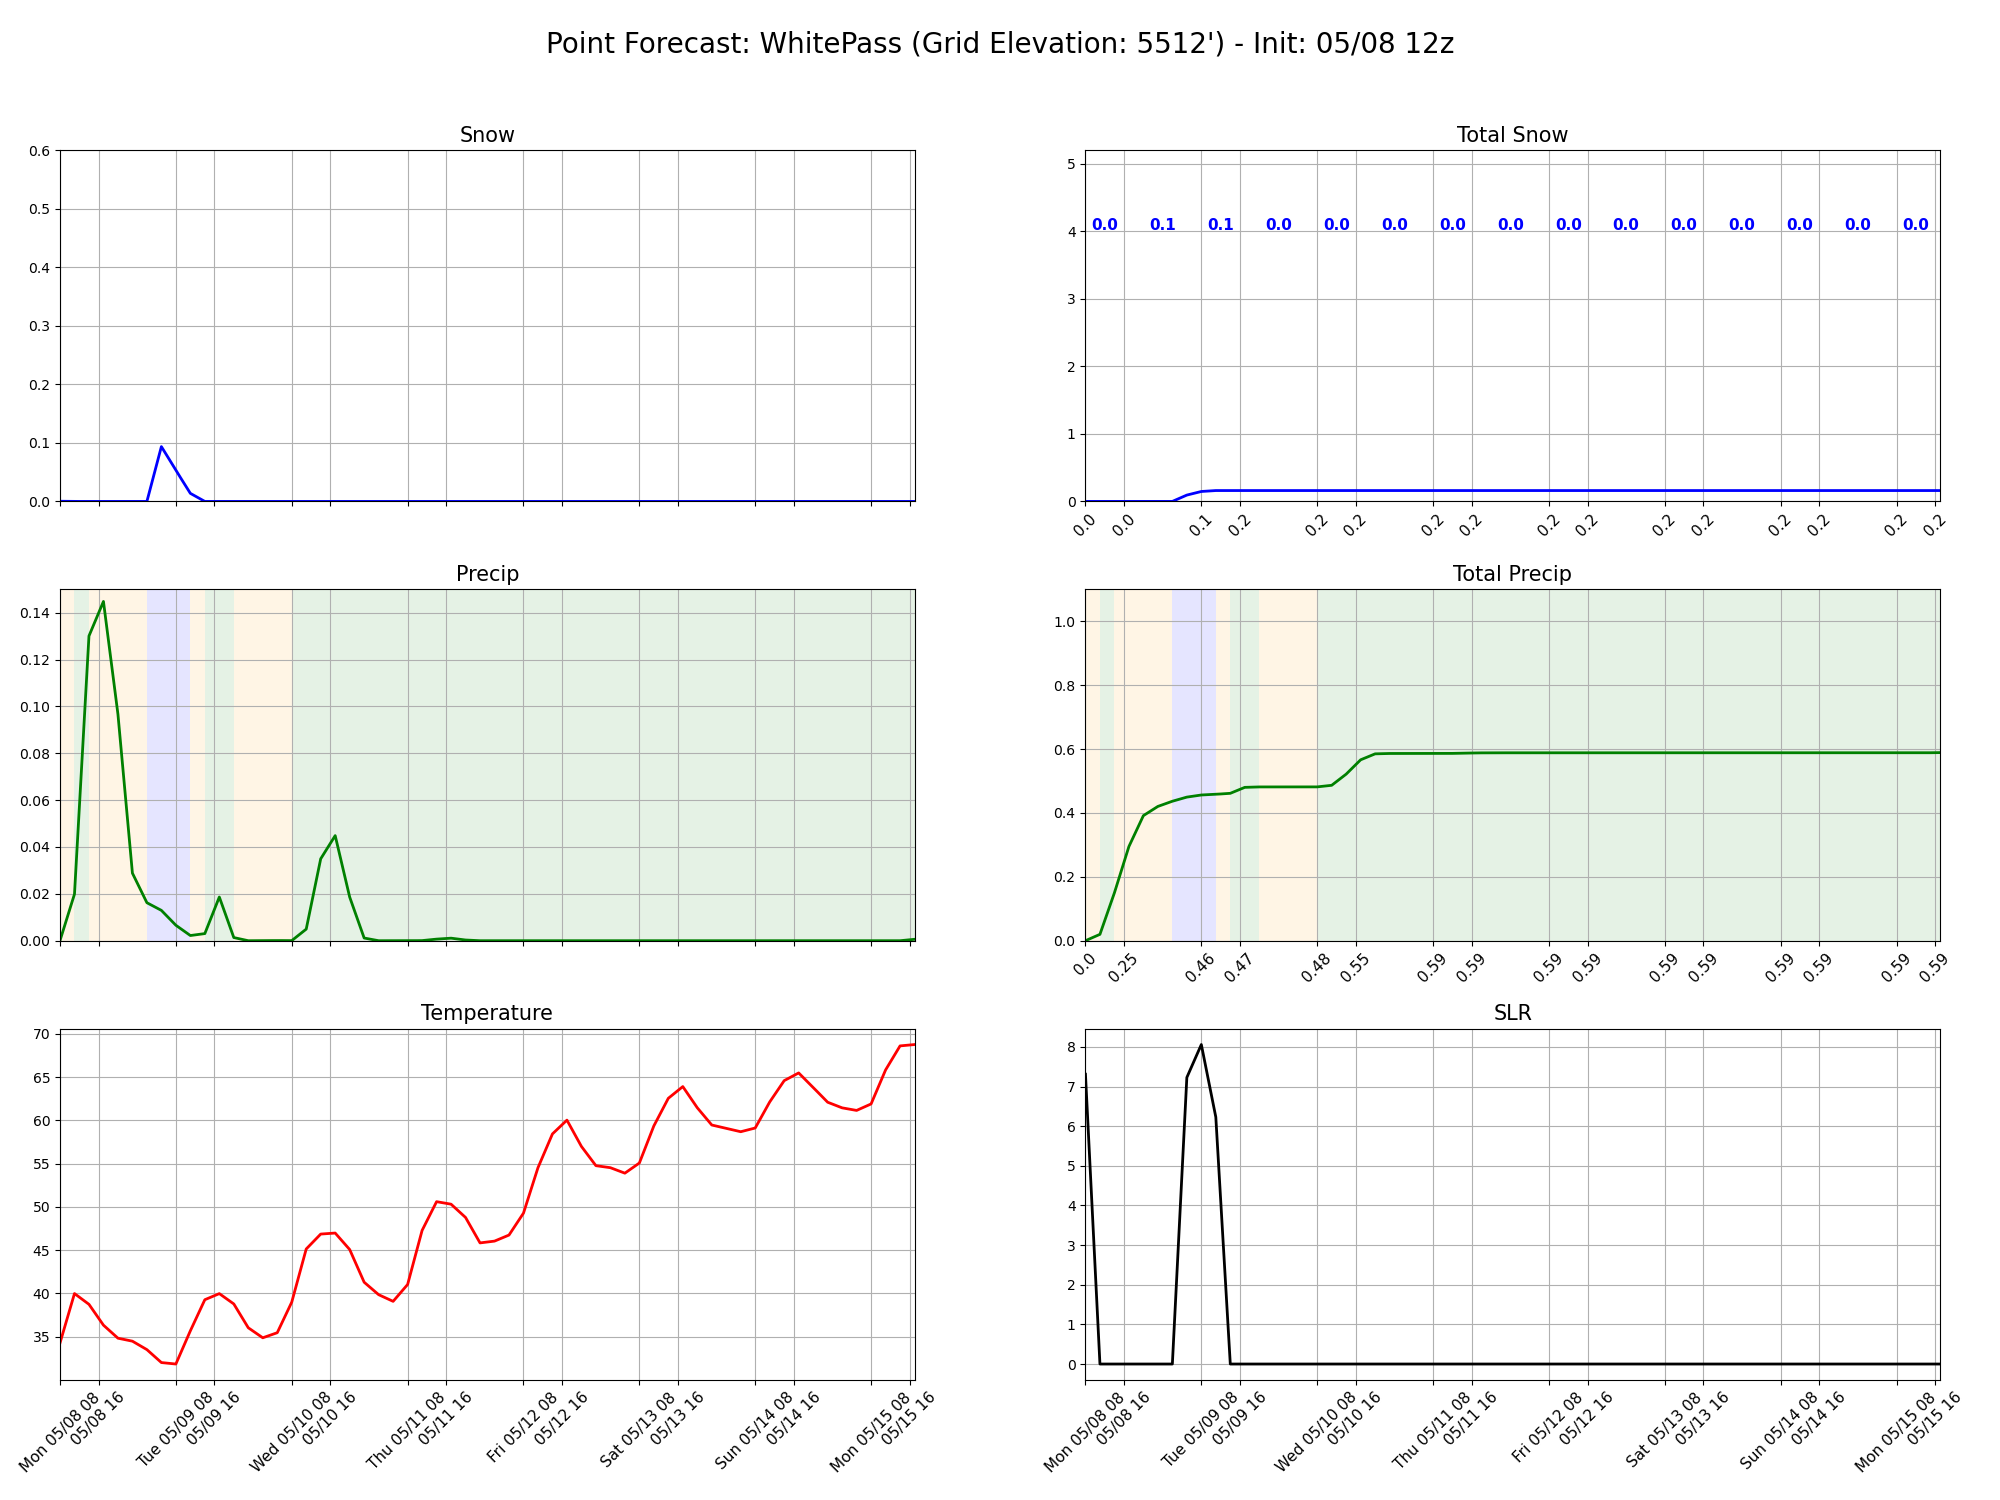 Point Forecast: WhitePass (Grid Elevation: 5512') - Init: 05/08 12z
Snow
0.6
0.5
0.4
0.3
0.2
0.1
0.0
Total Snow
5
4
3
2
1
0
0.0 0.1 0.1 0.0 0.0 0.0 0.0 0.0 0.0 0.0 0.0 0.0 0.0 0.0 0.0
0.0 0.0 0.1 0.2 0.2 0.2 0.2 0.2 0.2 0.2 0.2 0.2 0.2 0.2 0.2 0.2
Precip
0.14
0.12
0.10
0.08
0.06
0.04
0.02
0.00
Total Precip
1.0
0.8
0.6
0.4
0.2
0.0
0.0 0.25 0.46 0.47 0.48 0.55 0.59 0.59 0.59 0.59 0.59 0.59 0.59 0.59 0.59 0.59
Temperature
70
65
60
55
50
45
40
35
Mon 05/08 08
05/08 16
Tue 05/09 08
05/09 16
Wed 05/10 08
05/10 16
Thu 05/11 08
05/11 16
Fri 05/12 08
05/12 16
Sat 05/13 08
05/13 16
Sun 05/14 08
05/14 16
Mon 05/15 08
05/15 16
SLR
8
7
6
5
4
3
2
1
0
Mon 05/08 08
05/08 16
Tue 05/09 08
05/09 16
Wed 05/10 08
05/10 16
Thu 05/11 08
05/11 16
Fri 05/12 08
05/12 16
Sat 05/13 08
05/13 16
Sun 05/14 08
05/14 16
Mon 05/15 08
05/15 16